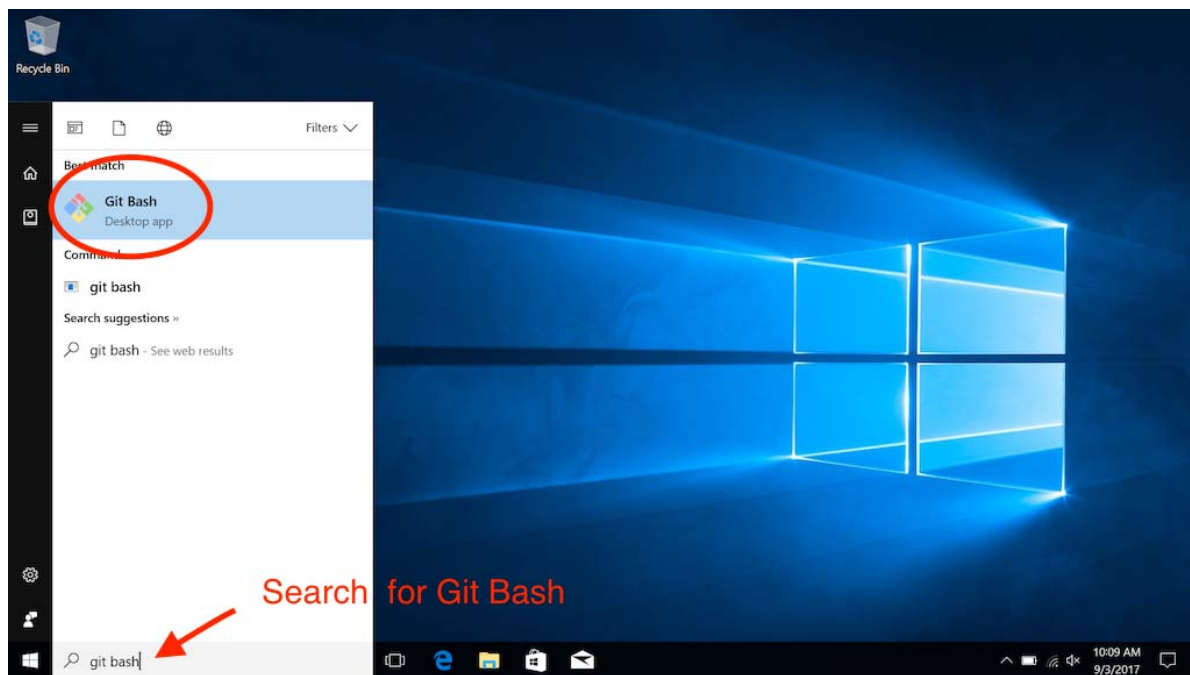 Recycle Bin
Filters
Best match
Git Bash
Desktop app
Command
git bash
Search suggestions »
git bash - See web results
Search for Git Bash
git bash
10:09 AM
9/3/2017